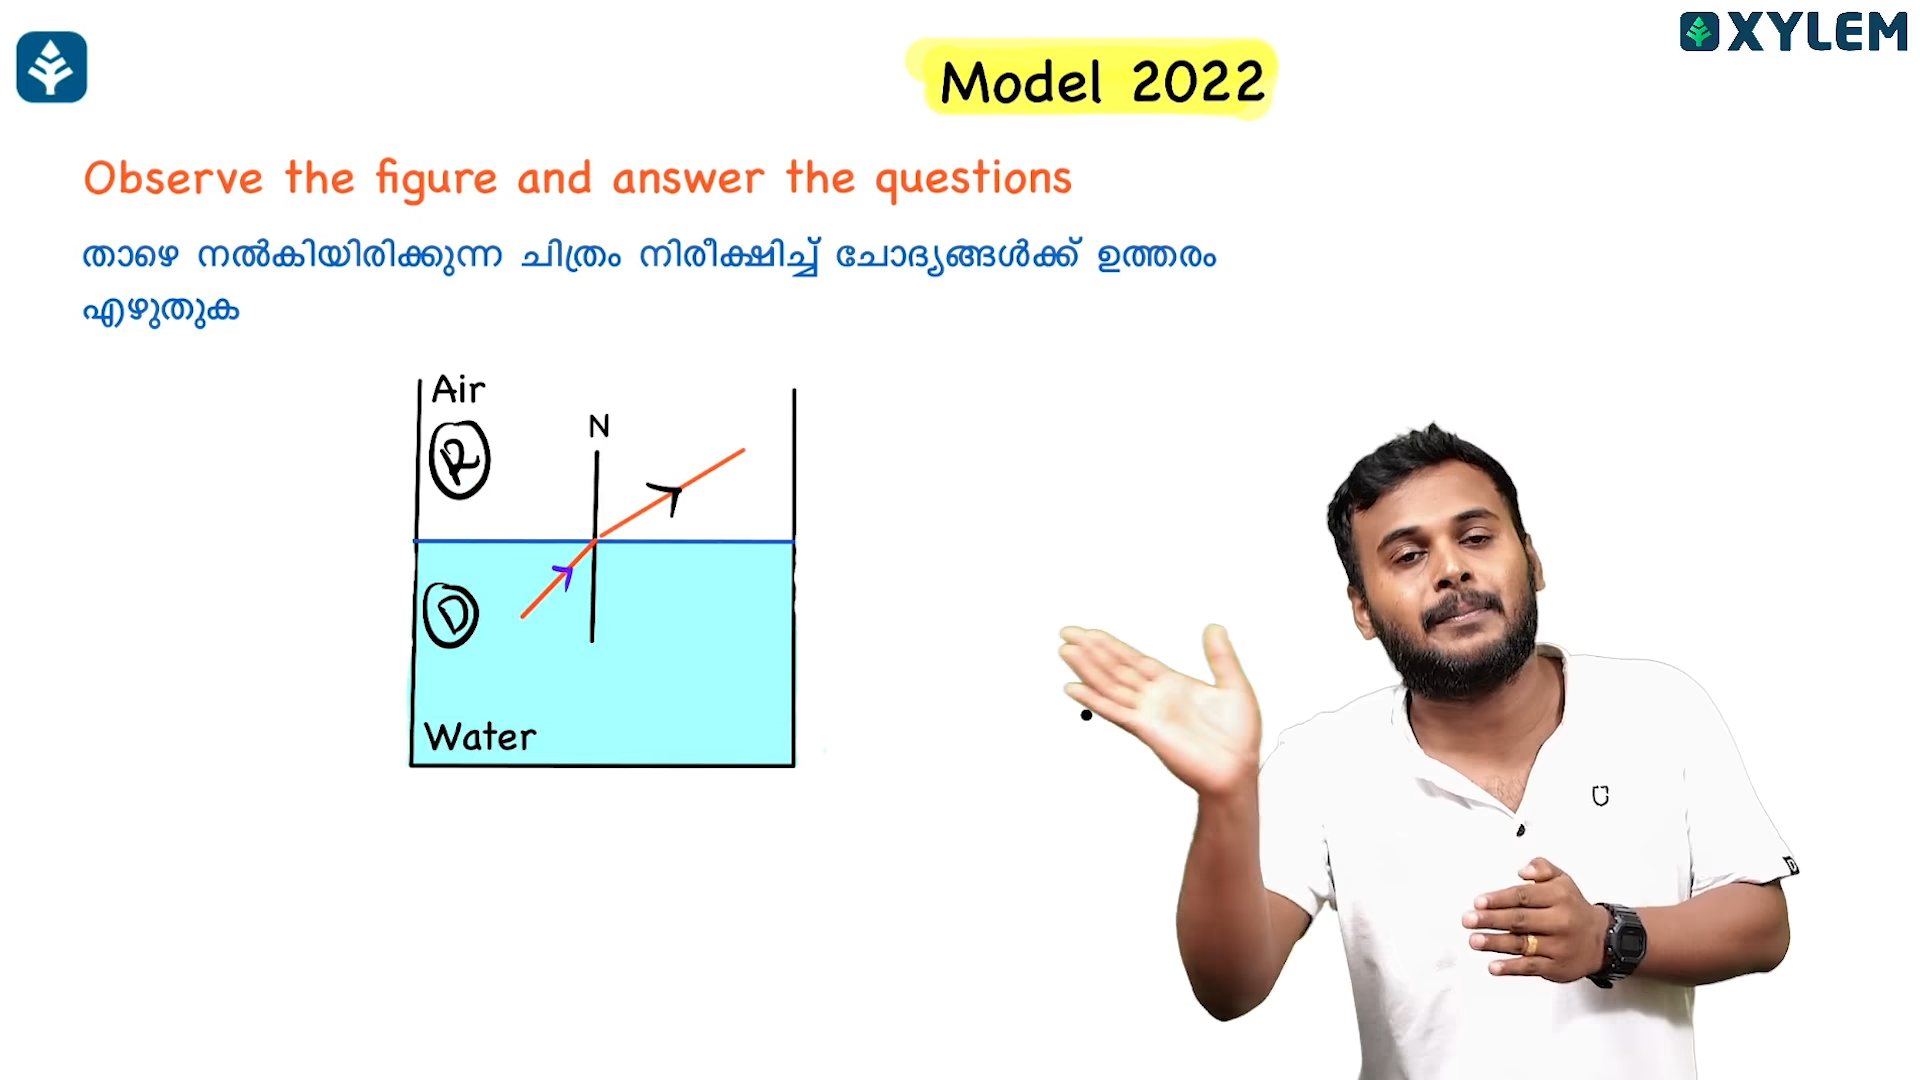 XYLEM
Model 2022
Observe the figure and answer the questions
താഴെ നൽകിയിരിക്കുന്ന ചിത്രം നിരീക്ഷിച്ച് ചോദ്യങ്ങൾക്ക് ഉത്തരം
എഴുതുക
Air
N
R
D
Water